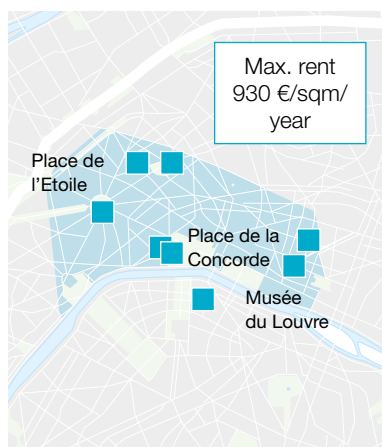 Max. rent
930 €/sqm/
year
Place de
l'Etoile
Place de la
Concorde
Musée
du Louvre